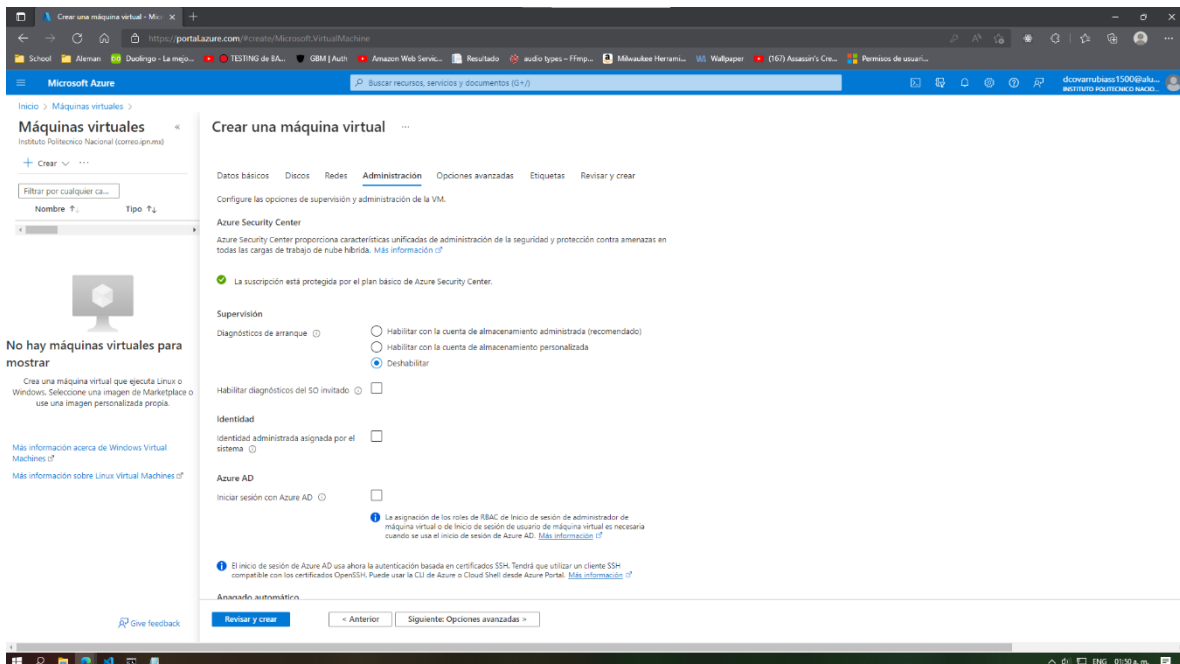 Crear una máquina virtual - Mic
https://portal.azure.com/#create/Microsoft.VirtualMachine
School Aleman Duolingo - La mejo... TESTING de BA... GBM | Auth Amazon Web Servic... Resultado audio types – FFmp... Milwaukee Herrami... Wallpaper (167) Assassin's Cre... Permisos de usuari...
Microsoft Azure
Buscar recursos, servicios y documentos (G+/)
dcovarrubiass1500@alu...
INSTITUTO POLITECNICO NACIO...
Inicio > Máquinas virtuales >
Máquinas virtuales «
Instituto Politecnico Nacional (correo.ipn.mx)
+ Crear ...
Filtrar por cualquier ca...
Nombre ↑↓ Tipo ↑↓
No hay máquinas virtuales para
mostrar
Crea una máquina virtual que ejecuta Linux o
Windows. Seleccione una imagen de Marketplace o
use una imagen personalizada propia.
Más información acerca de Windows Virtual
Machines
Más información sobre Linux Virtual Machines
Give feedback
Crear una máquina virtual ...
Datos básicos Discos Redes Administración Opciones avanzadas Etiquetas Revisar y crear
Configure las opciones de supervisión y administración de la VM.
Azure Security Center
Azure Security Center proporciona características unificadas de administración de la seguridad y protección contra amenazas en
todas las cargas de trabajo de nube híbrida. Más información
La suscripción está protegida por el plan básico de Azure Security Center.
Supervisión
Diagnósticos de arranque
Habilitar con la cuenta de almacenamiento administrada (recomendado)
Habilitar con la cuenta de almacenamiento personalizada
Deshabilitar
Habilitar diagnósticos del SO invitado
Identidad
Identidad administrada asignada por el
sistema
Azure AD
Iniciar sesión con Azure AD
La asignación de los roles de RBAC de Inicio de sesión de administrador de
máquina virtual o de Inicio de sesión de usuario de máquina virtual es necesaria
cuando se usa el inicio de sesión de Azure AD. Más información
El inicio de sesión de Azure AD usa ahora la autenticación basada en certificados SSH. Tendrá que utilizar un cliente SSH
compatible con los certificados OpenSSH. Puede usar la CLI de Azure o Cloud Shell desde Azure Portal. Más información
Apagado automático
Revisar y crear < Anterior Siguiente: Opciones avanzadas >
ENG 01:50 a. m.